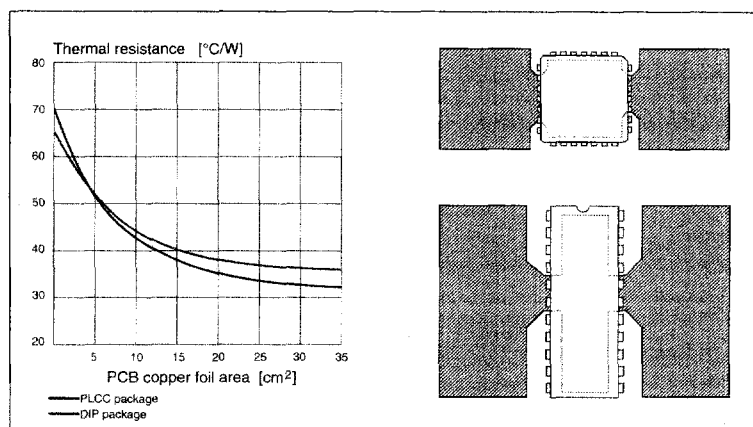 Thermal resistance [°C/W]
80
70
60
50
40
30
20
5 10 15 20 25 30 35
PCB copper foil area [cm²]
PLCC package
DIP package